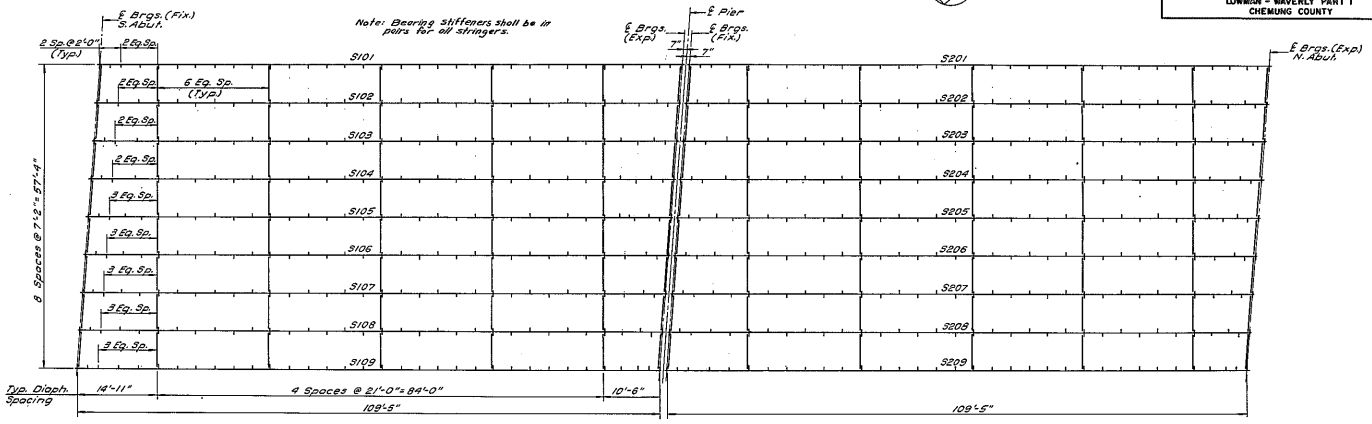 LOWMAN - WAVERLY PART I
CHEMUNG COUNTY
℄ Brgs. (Fix.)
S. Abut.
Note: Bearing stiffeners shall be in
pairs for all stringers.
℄ Pier
℄ Brgs.
(Exp.)
℄ Brgs.
(Fix.)
℄ Brgs. (Exp.)
N. Abut.
2 Sp. @ 2'-0"
(Typ.)
2 Eq. Sp.
7"
7"
S101
S201
2 Eq. Sp.
6 Eq. Sp.
(Typ.)
S102
S202
2 Eq. Sp.
S103
S203
2 Eq. Sp.
S104
S204
3 Eq. Sp.
S105
S205
3 Eq. Sp.
S106
S206
3 Eq. Sp.
S107
S207
3 Eq. Sp.
S108
S208
3 Eq. Sp.
S109
S209
8 Spaces @ 7'-2" = 57'-4"
Typ. Diaph.
Spacing
14'-11"
4 Spaces @ 21'-0" = 84'-0"
10'-6"
109'-5"
109'-5"